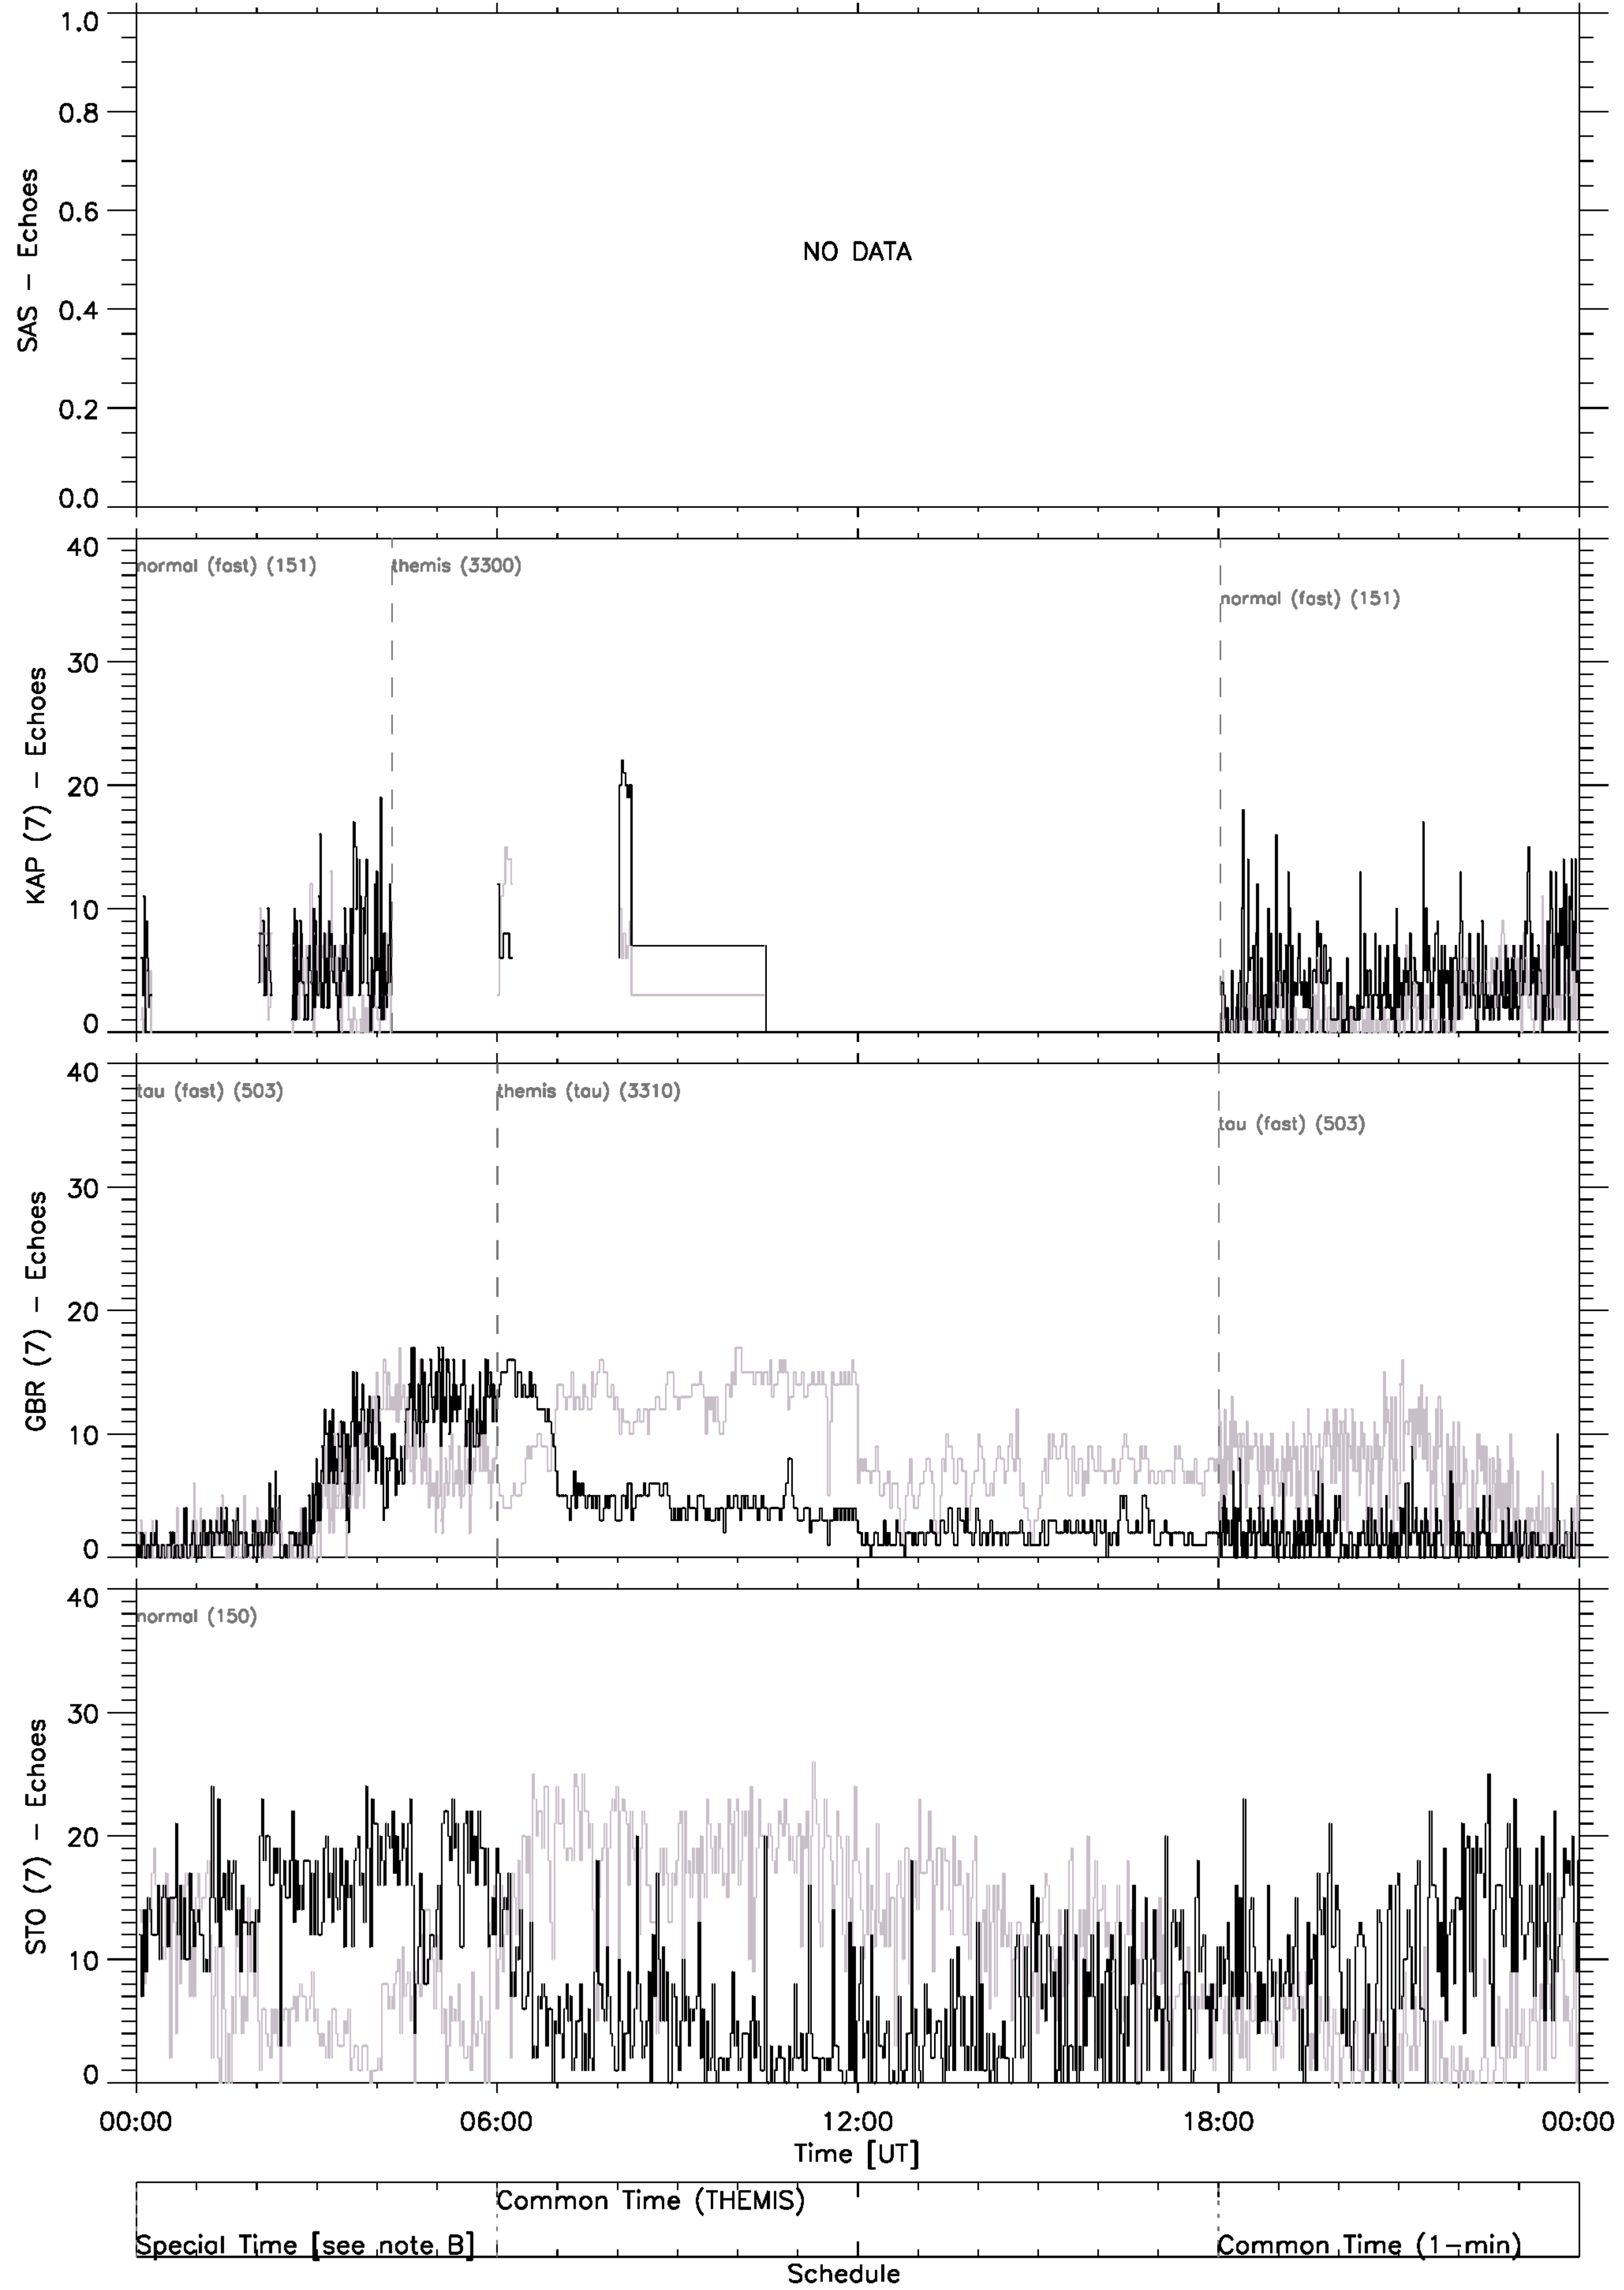 1.0
0.8
0.6
0.4
0.2
0.0
SAS - Echoes
NO DATA
40
30
20
10
0
KAP (7) - Echoes
normal (fast) (151)
themis (3300)
normal (fast) (151)
40
30
20
10
0
GBR (7) - Echoes
tau (fast) (503)
themis (tau) (3310)
tau (fast) (503)
40
30
20
10
0
STO (7) - Echoes
normal (150)
00:00 06:00 12:00 18:00 00:00
Time [UT]
Common Time (THEMIS)
Special Time [see note B]
Common Time (1-min)
Schedule